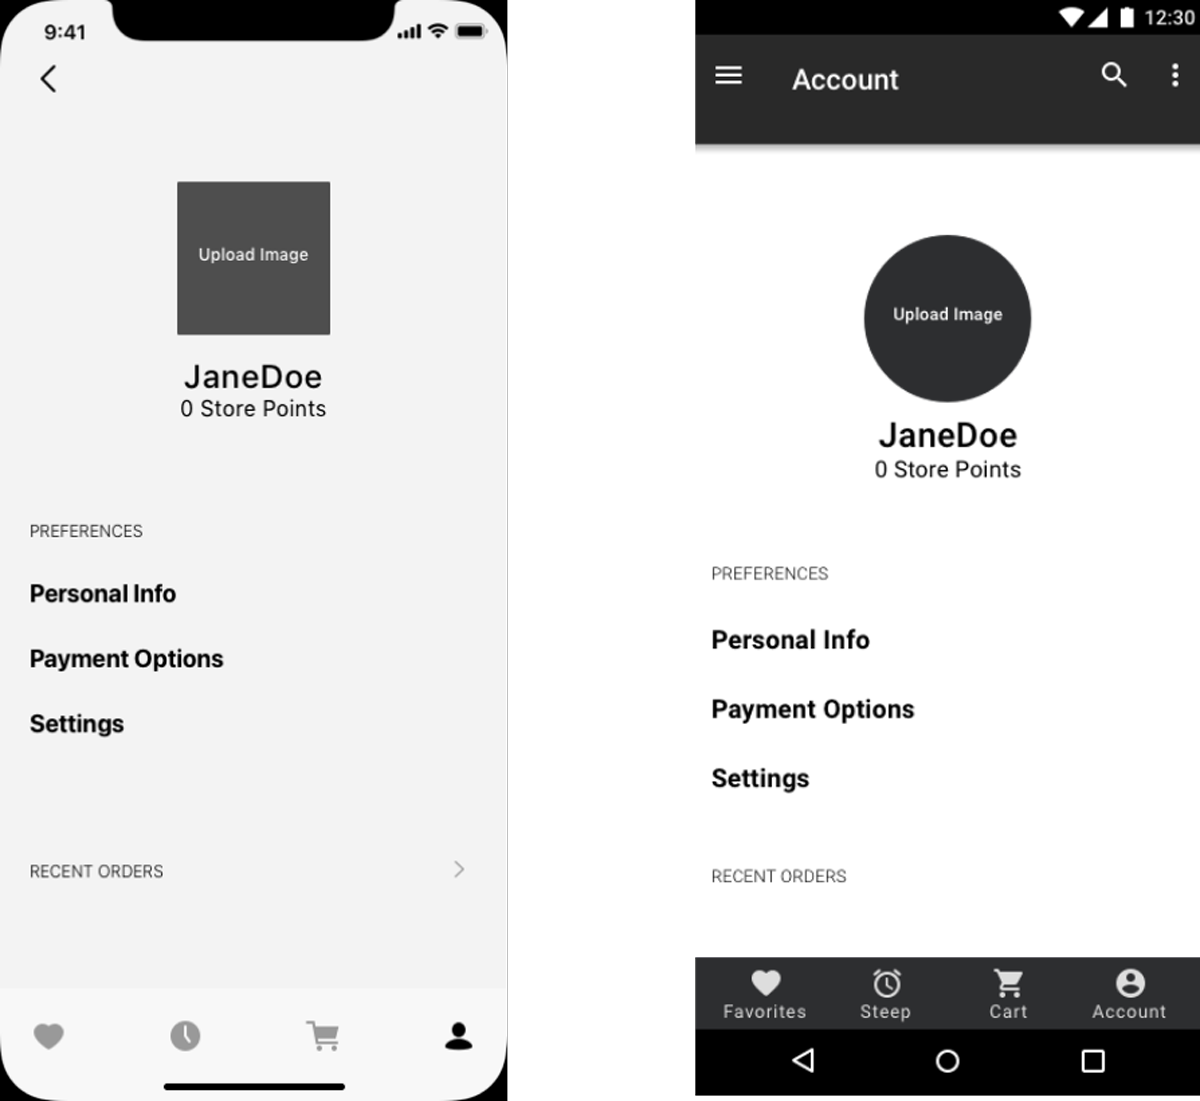 9:41
Upload Image
JaneDoe
0 Store Points
PREFERENCES
Personal Info
Payment Options
Settings
RECENT ORDERS
12:30
Account
Upload Image
JaneDoe
0 Store Points
PREFERENCES
Personal Info
Payment Options
Settings
RECENT ORDERS
Favorites Steep Cart Account